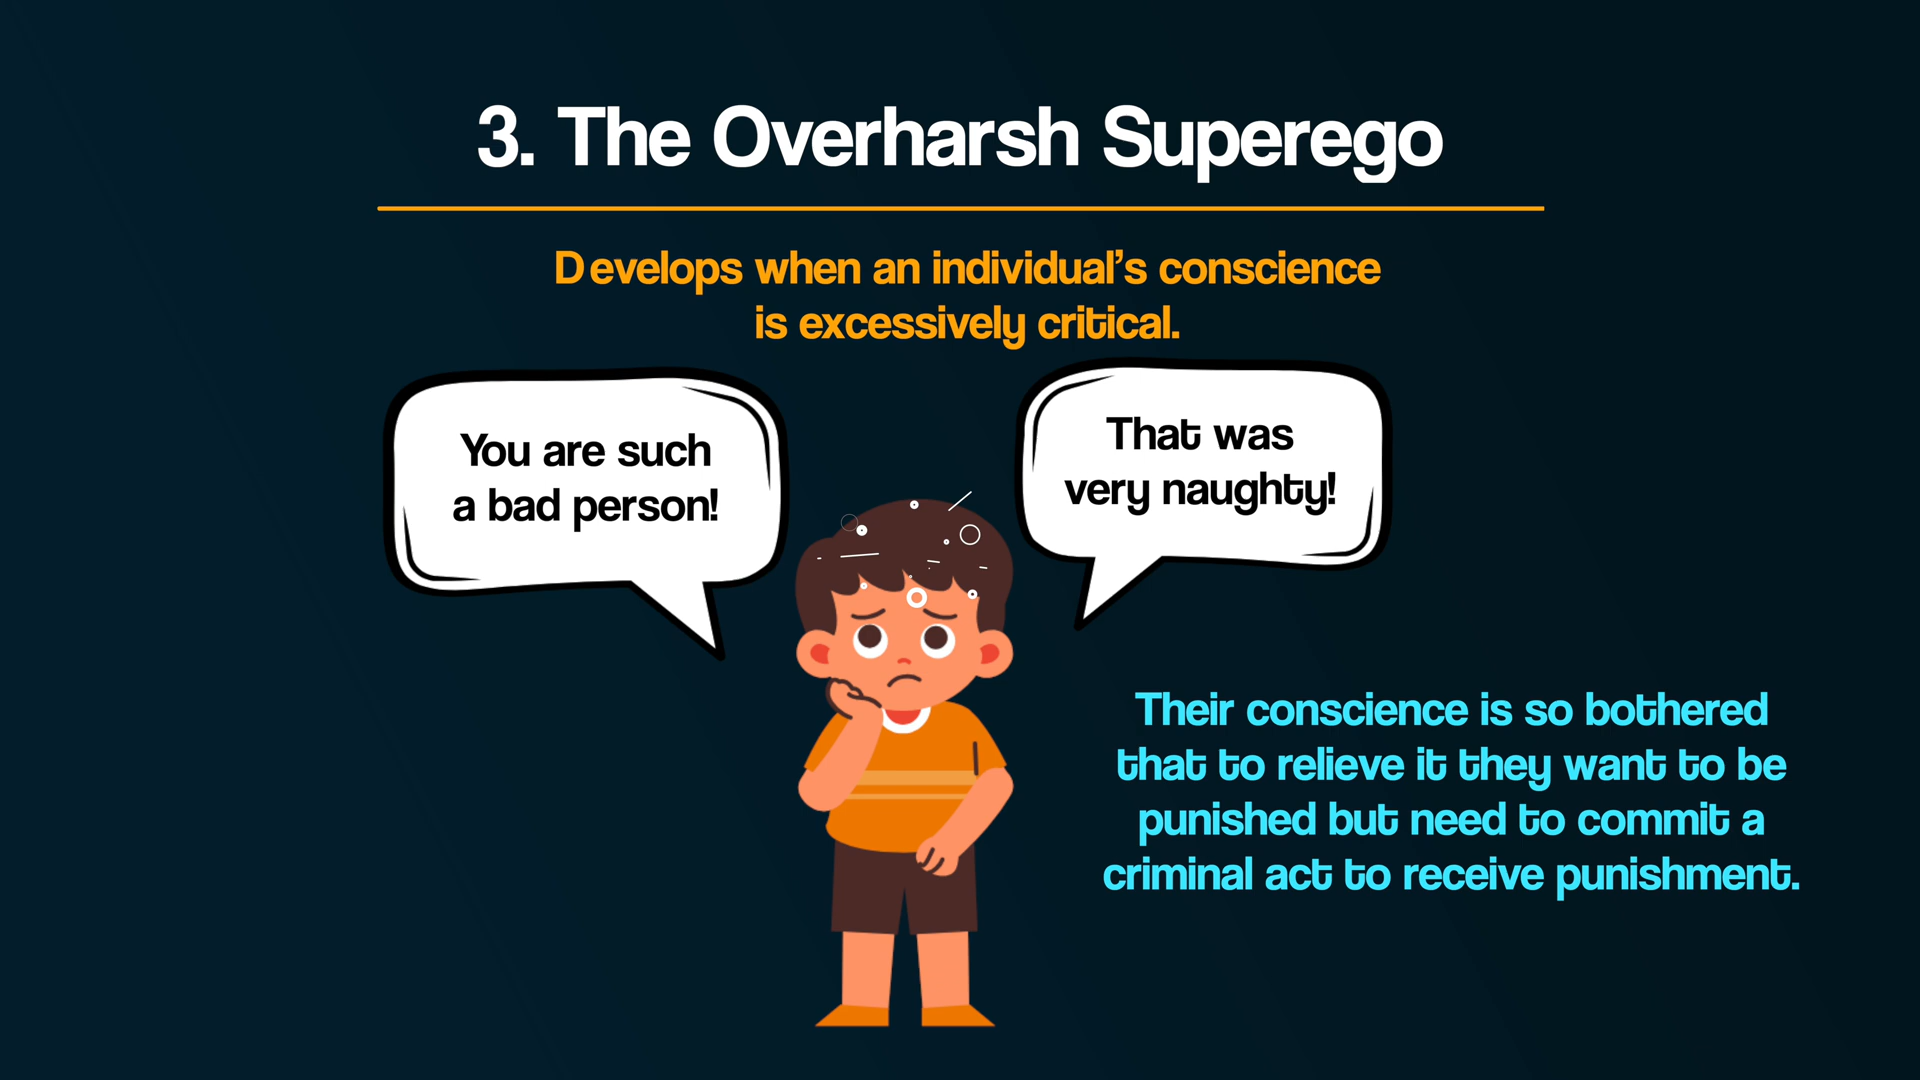 3. The Overharsh Superego
Develops when an individual's conscience
is excessively critical.
You are such
a bad person!
That was
very naughty!
Their conscience is so bothered
that to relieve it they want to be
punished but need to commit a
criminal act to receive punishment.